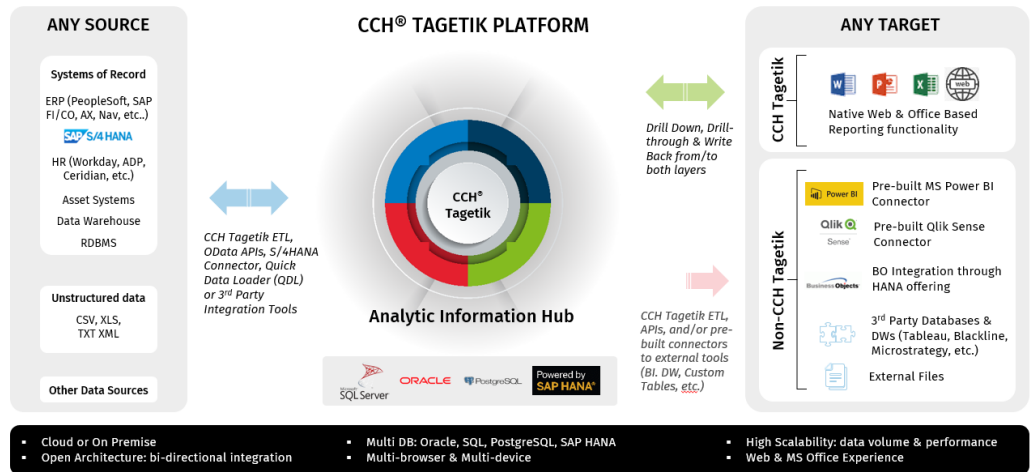 ANY SOURCE
Systems of Record
ERP (PeopleSoft, SAP
FI/CO, AX, Nav, etc..)
SAP S/4 HANA
HR (Workday, ADP,
Ceridian, etc.)
Asset Systems
Data Warehouse
RDBMS
Unstructured data
CSV, XLS,
TXT XML
Other Data Sources
CCH Tagetik ETL,
OData APIs, S/4HANA
Connector, Quick
Data Loader (QDL)
or 3rd Party
Integration Tools
CCH® TAGETIK PLATFORM
CCH®
Tagetik
Analytic Information Hub
Microsoft
SQL Server
ORACLE
PostgreSQL
Powered by
SAP HANA®
Drill Down, Drill-
through & Write
Back from/to
both layers
CCH Tagetik ETL,
APIs, and/or pre-
built connectors
to external tools
(BI. DW, Custom
Tables, etc.)
ANY TARGET
CCH Tagetik
W
P
X
web
Native Web & Office Based
Reporting functionality
Non-CCH Tagetik
Power BI
Pre-built MS Power BI
Connector
Qlik Q
Sense
Pre-built Qlik Sense
Connector
Business Objects
BO Integration through
HANA offering
3rd Party Databases &
DWs (Tableau, Blackline,
Microstrategy, etc.)
External Files
▪ Cloud or On Premise
▪ Open Architecture: bi-directional integration
▪ Multi DB: Oracle, SQL, PostgreSQL, SAP HANA
▪ Multi-browser & Multi-device
▪ High Scalability: data volume & performance
▪ Web & MS Office Experience